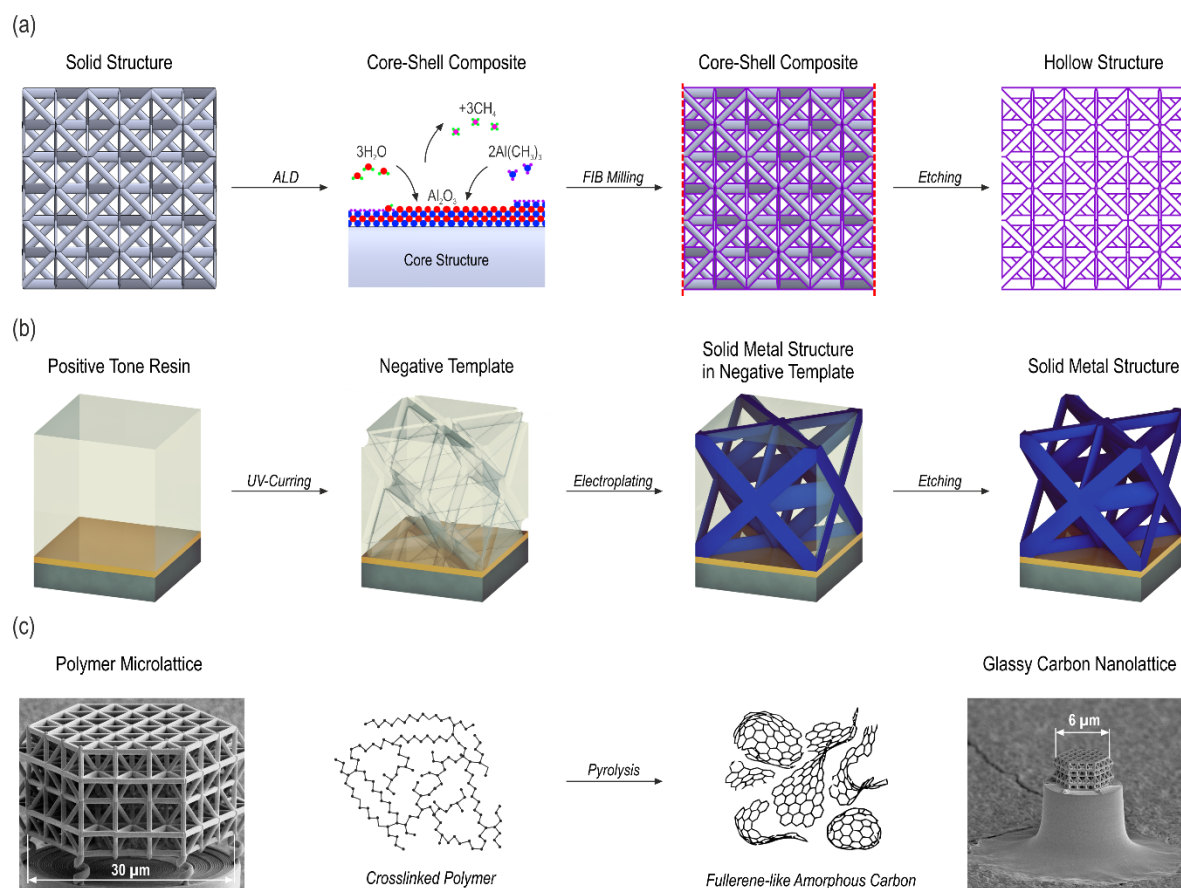 (a)
Solid Structure
Core-Shell Composite
Core-Shell Composite
Hollow Structure
+3CH₄
3H₂O
2Al(CH₃)₃
Al₂O₃
Core Structure
ALD
FIB Milling
Etching
(b)
Positive Tone Resin
Negative Template
Solid Metal Structure
in Negative Template
Solid Metal Structure
UV-Curring
Electroplating
Etching
(c)
Polymer Microlattice
Glassy Carbon Nanolattice
30 µm
Pyrolysis
6 µm
Crosslinked Polymer
Fullerene-like Amorphous Carbon